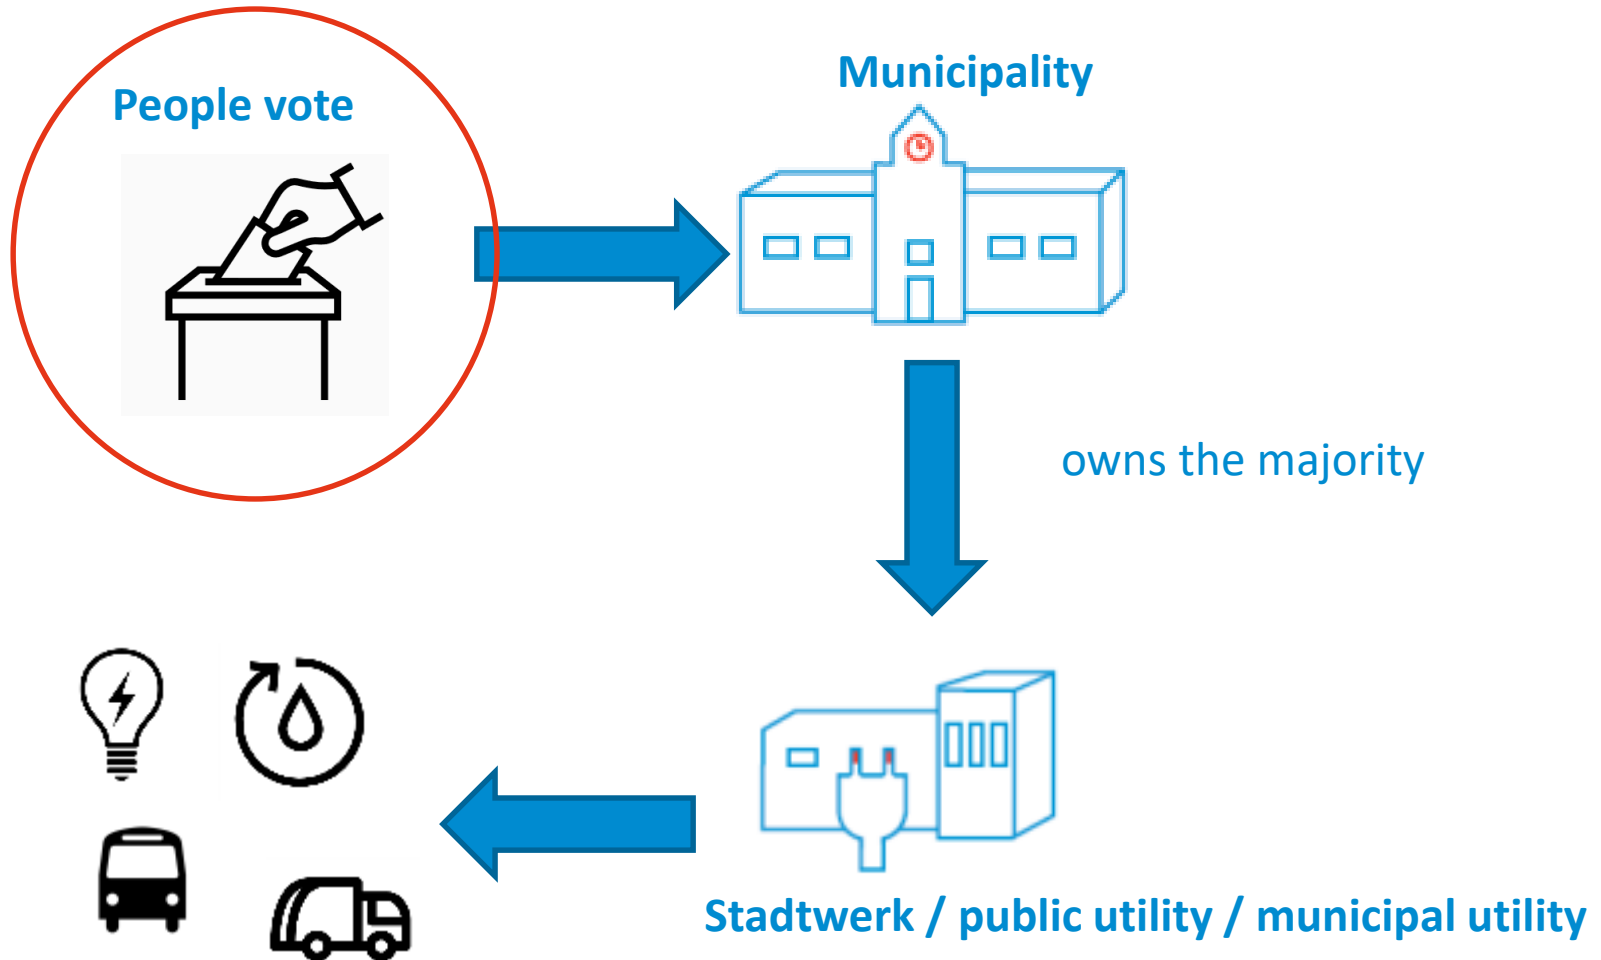 People vote
Municipality
owns the majority
Stadtwerk / public utility / municipal utility